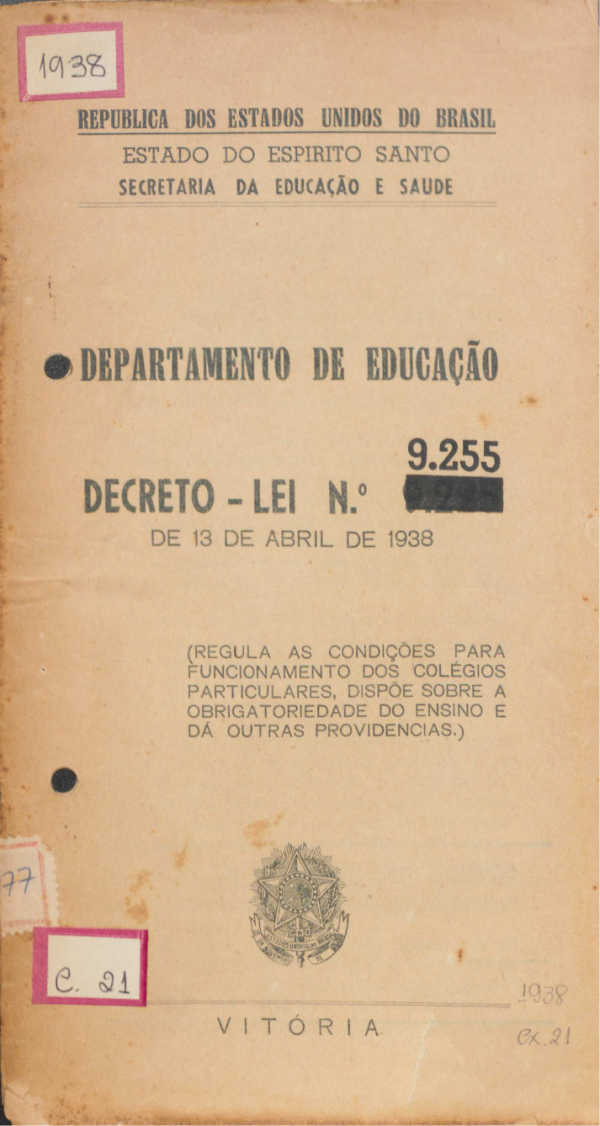 1938
REPUBLICA DOS ESTADOS UNIDOS DO BRASIL
ESTADO DO ESPIRITO SANTO
SECRETARIA DA EDUCAÇÃO E SAUDE
DEPARTAMENTO DE EDUCAÇÃO
9.255
DECRETO - LEI N.º
DE 13 DE ABRIL DE 1938
(REGULA AS CONDIÇÕES PARA
FUNCIONAMENTO DOS COLÉGIOS
PARTICULARES, DISPÕE SOBRE A
OBRIGATORIEDADE DO ENSINO E
DÁ OUTRAS PROVIDENCIAS.)
77
C. 21
1938
VITÓRIA
cx. 21